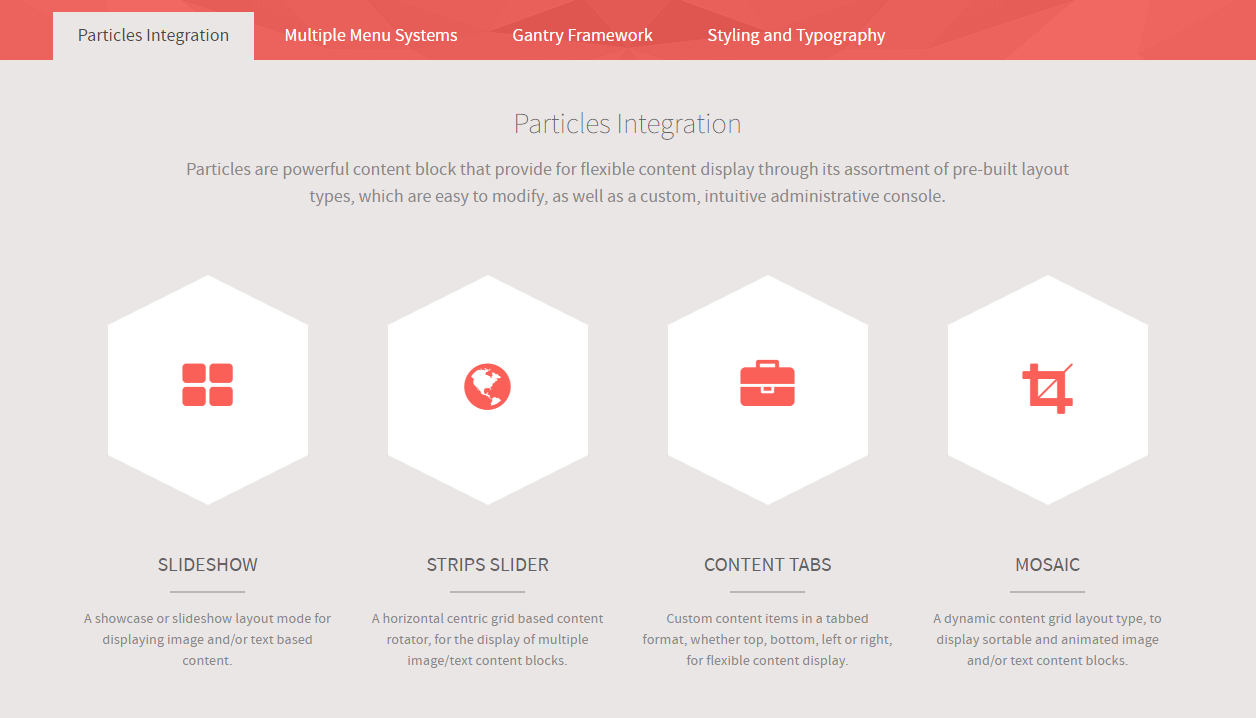 Particles Integration
Multiple Menu Systems
Gantry Framework
Styling and Typography
Particles Integration
Particles are powerful content block that provide for flexible content display through its assortment of pre-built layout
types, which are easy to modify, as well as a custom, intuitive administrative console.
SLIDESHOW
A showcase or slideshow layout mode for
displaying image and/or text based
content.
STRIPS SLIDER
A horizontal centric grid based content
rotator, for the display of multiple
image/text content blocks.
CONTENT TABS
Custom content items in a tabbed
format, whether top, bottom, left or right,
for flexible content display.
MOSAIC
A dynamic content grid layout type, to
display sortable and animated image
and/or text content blocks.